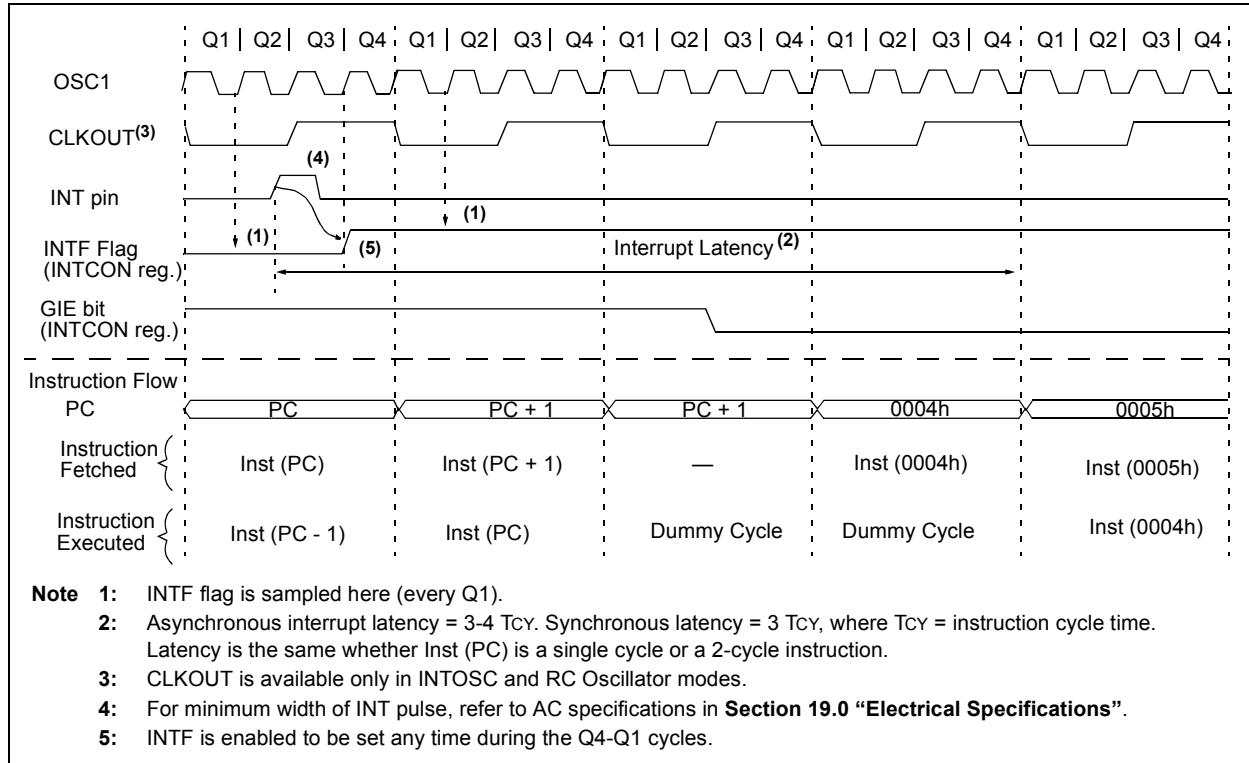 Q1 | Q2 | Q3 | Q4 Q1 | Q2 | Q3 | Q4 Q1 | Q2 | Q3 | Q4 Q1 | Q2 | Q3 | Q4 Q1 | Q2 | Q3 | Q4
OSC1
CLKOUT(3)
(4)
INT pin
(1)
(1)
(5)
INTF Flag
(INTCON reg.)
Interrupt Latency(2)
GIE bit
(INTCON reg.)
Instruction Flow
PC PC PC + 1 PC + 1 0004h 0005h
Instruction
Fetched
Inst (PC) Inst (PC + 1) — Inst (0004h) Inst (0005h)
Instruction
Executed
Inst (PC - 1) Inst (PC) Dummy Cycle Dummy Cycle Inst (0004h)
Note 1: INTF flag is sampled here (every Q1).
2: Asynchronous interrupt latency = 3-4 TCY. Synchronous latency = 3 TCY, where TCY = instruction cycle time.
Latency is the same whether Inst (PC) is a single cycle or a 2-cycle instruction.
3: CLKOUT is available only in INTOSC and RC Oscillator modes.
4: For minimum width of INT pulse, refer to AC specifications in Section 19.0 “Electrical Specifications”.
5: INTF is enabled to be set any time during the Q4-Q1 cycles.